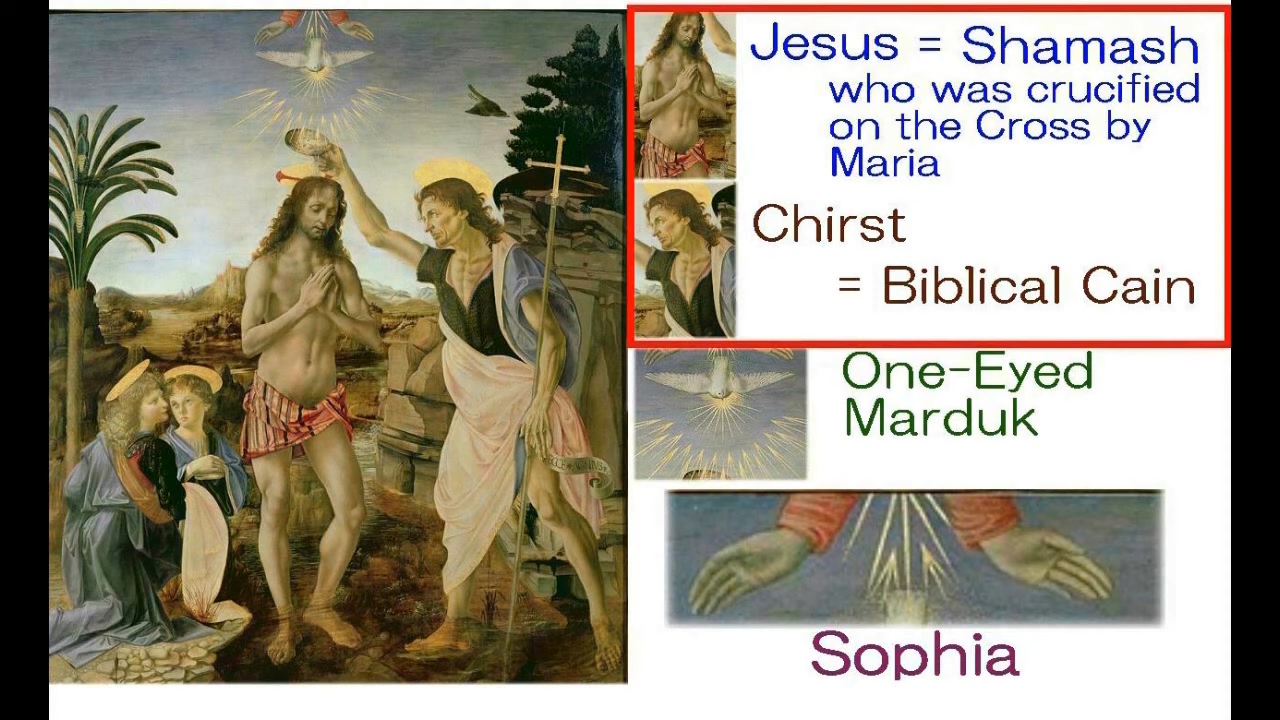 Jesus = Shamash
who was crucified
on the Cross by
Maria
Chirst
= Biblical Cain
One-Eyed
Marduk
Sophia